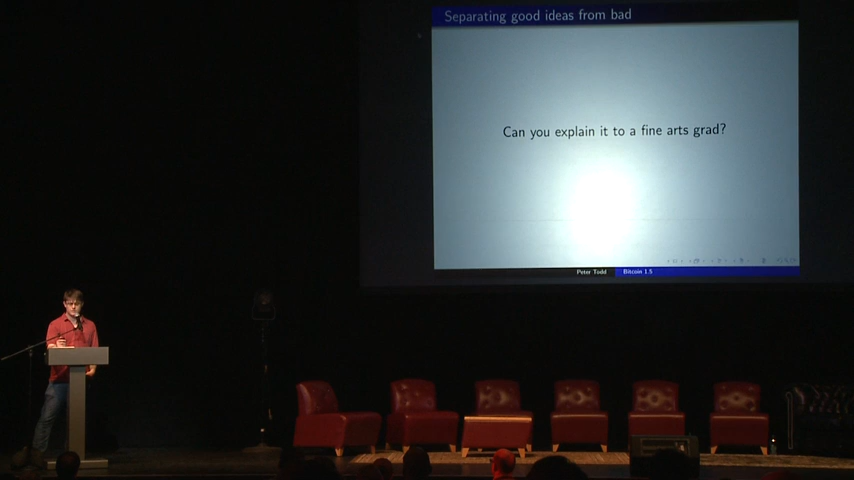 Separating good ideas from bad
Can you explain it to a fine arts grad?
Peter Todd
Bitcoin 1.5